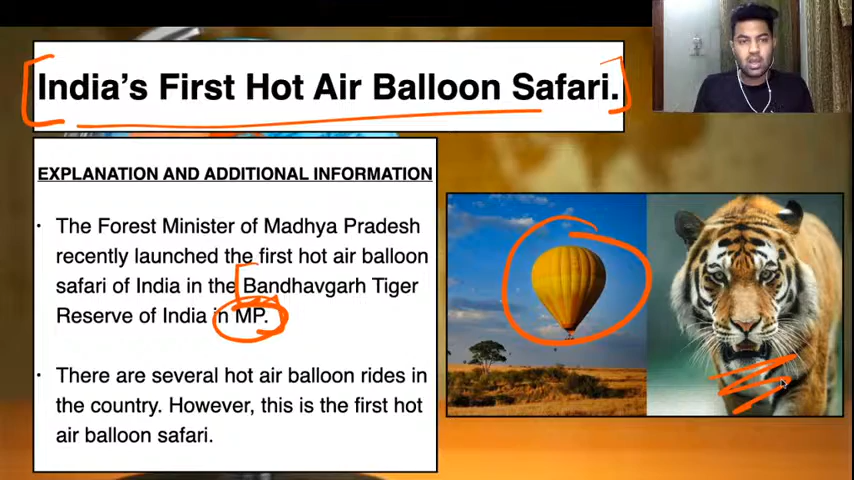 India's First Hot Air Balloon Safari.
EXPLANATION AND ADDITIONAL INFORMATION
• The Forest Minister of Madhya Pradesh
recently launched the first hot air balloon
safari of India in the Bandhavgarh Tiger
Reserve of India in MP.
• There are several hot air balloon rides in
the country. However, this is the first hot
air balloon safari.